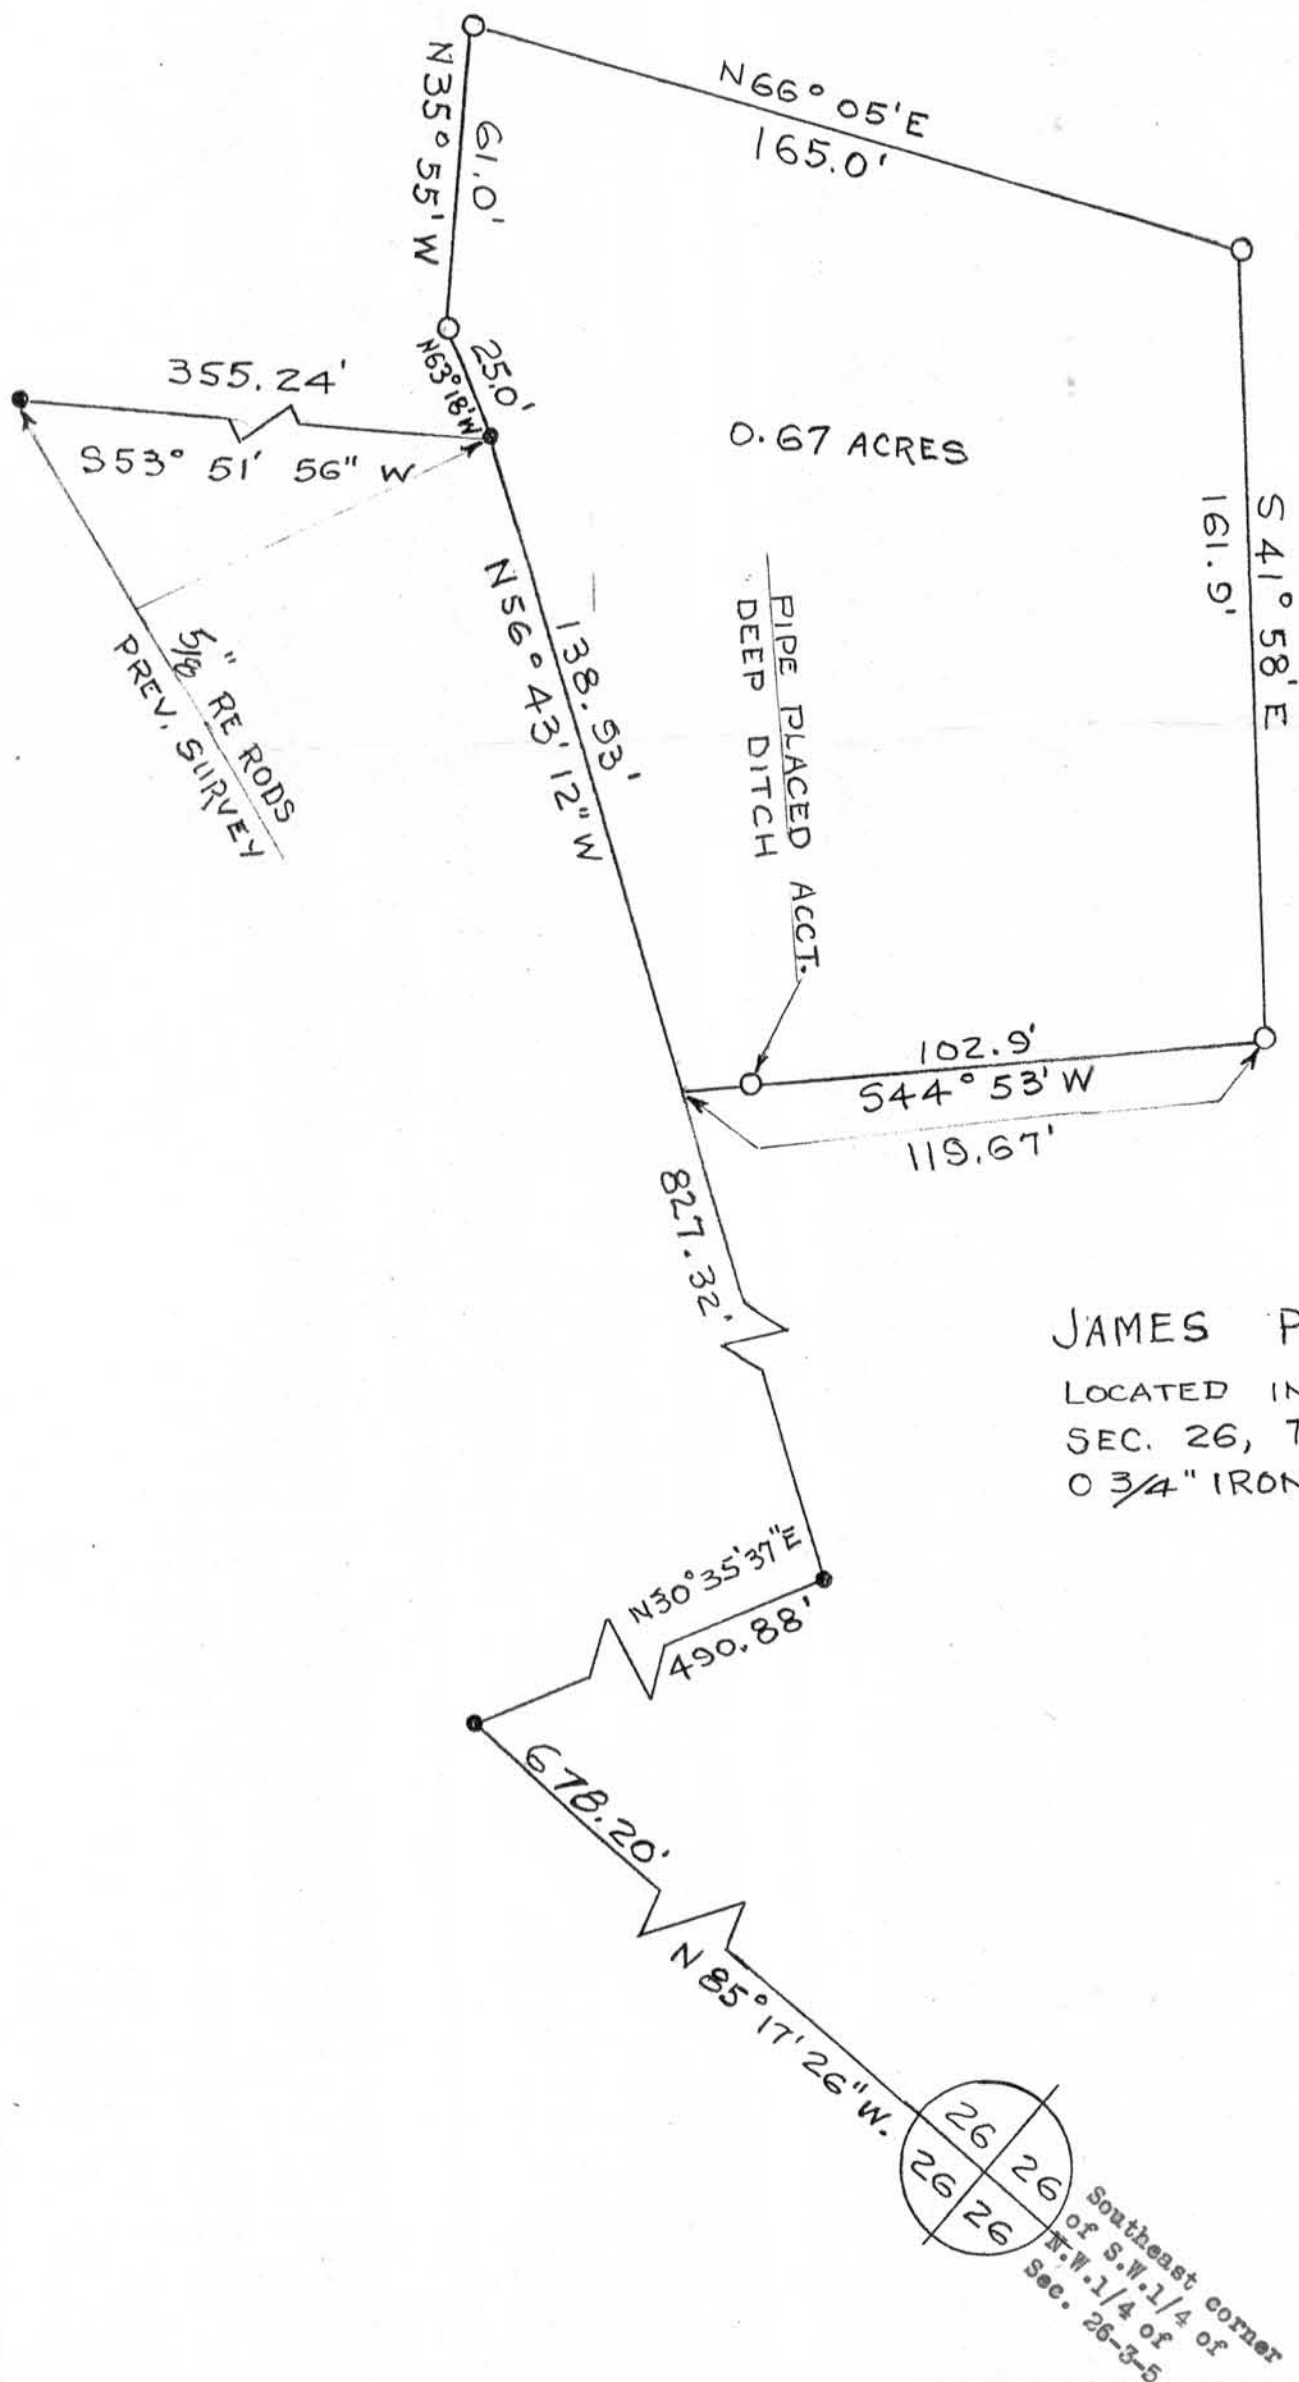 N 66° 05' E
165.0'
N 35° 55' W
61.0'
25.0'
N63°18'W
355.24'
S53° 51' 56" W
0.67 ACRES
S 41° 58' E
161.9'
PIPE PLACED ACCT.
DEEP DITCH
138.53'
N 56° 43' 12" W
5/8" RE RODS
PREV. SURVEY
102.9'
S44° 53' W
119.67'
827.32'
JAMES P
LOCATED IN
SEC. 26, T
O 3/4" IRON
N30°35'37"E
490.88'
678.20'
N 85° 17' 26" W.
26
26
26
26
Southeast corner
of S.W.1/4 of
N.W.1/4 of
Sec. 26-3-5